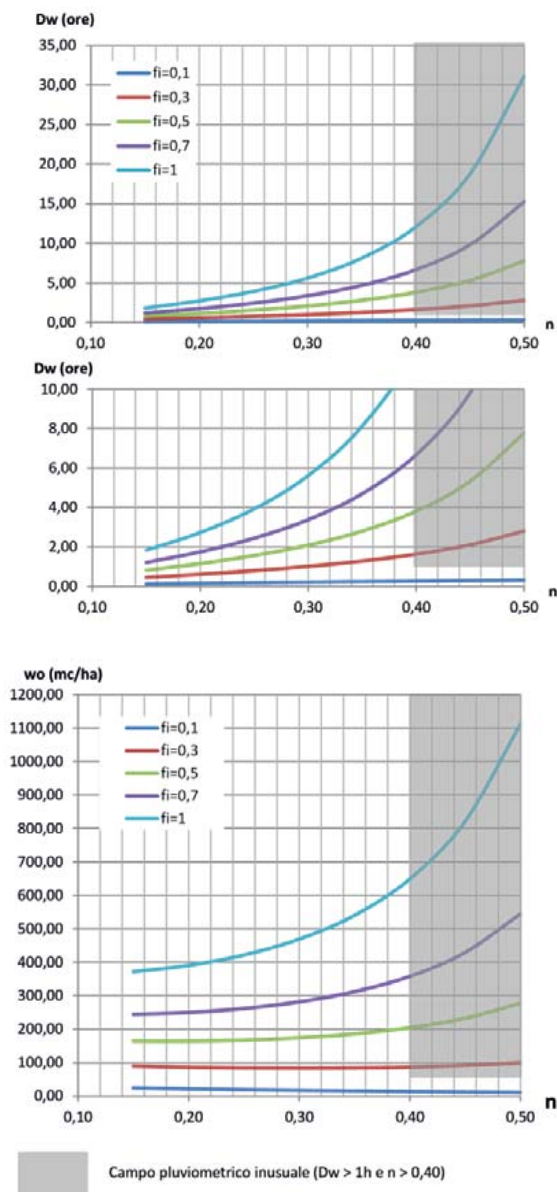 Dw (ore)
35,00
30,00
25,00
20,00
15,00
10,00
5,00
0,00
fi=0,1
fi=0,3
fi=0,5
fi=0,7
fi=1
0,10 0,20 0,30 0,40 0,50 n
Dw (ore)
10,00
8,00
6,00
4,00
2,00
0,00
0,10 0,20 0,30 0,40 0,50 n
wo (mc/ha)
1200,00
1100,00
1000,00
900,00
800,00
700,00
600,00
500,00
400,00
300,00
200,00
100,00
0,00
fi=0,1
fi=0,3
fi=0,5
fi=0,7
fi=1
0,10 0,20 0,30 0,40 0,50 n
Campo pluviometrico inusuale (Dw > 1h e n > 0,40)